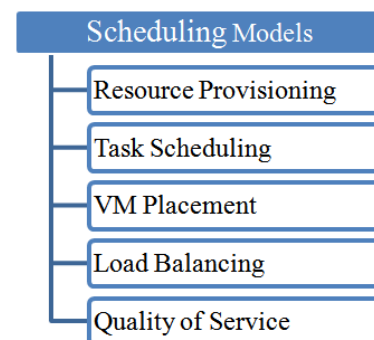 Scheduling Models
Resource Provisioning
Task Scheduling
VM Placement
Load Balancing
Quality of Service